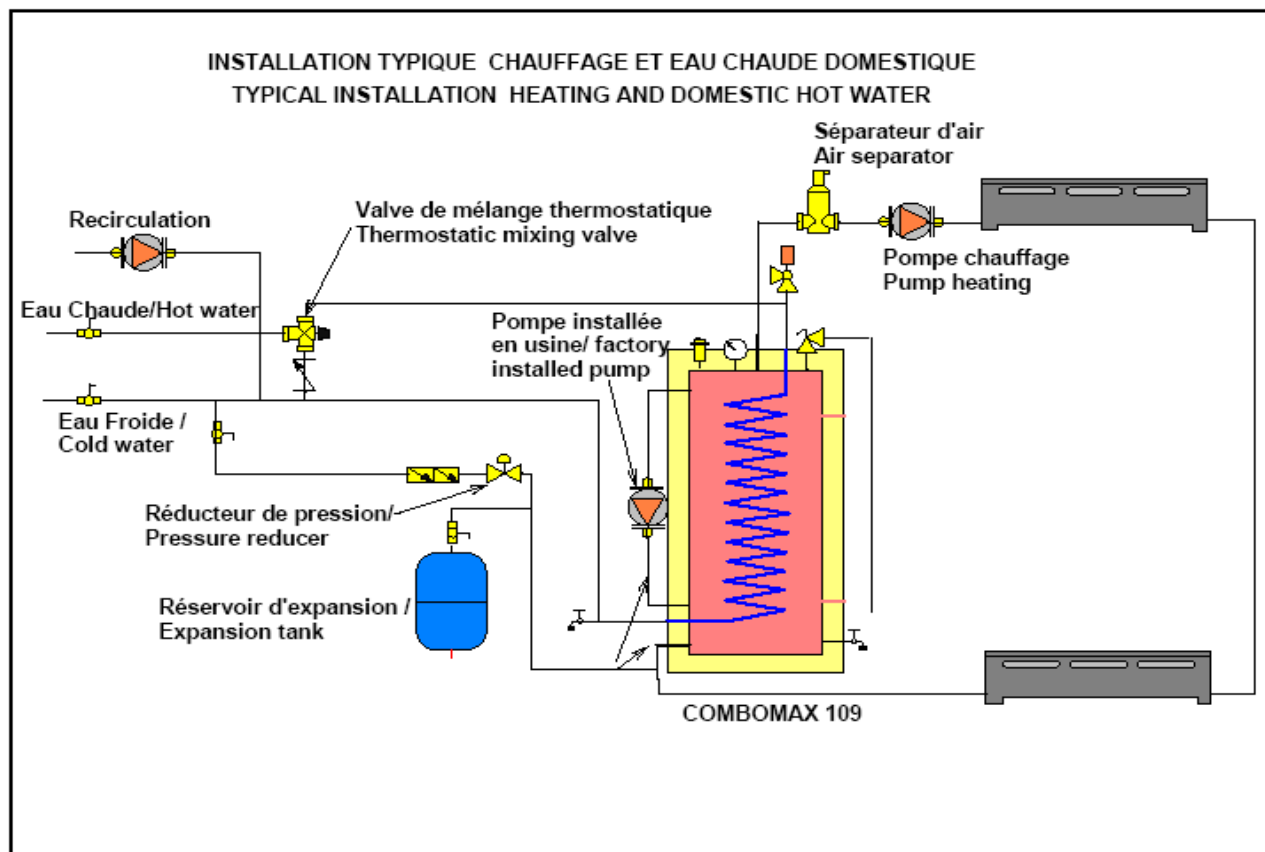 INSTALLATION TYPIQUE CHAUFFAGE ET EAU CHAUDE DOMESTIQUE
TYPICAL INSTALLATION HEATING AND DOMESTIC HOT WATER
Séparateur d'air
Air separator
Recirculation
Valve de mélange thermostatique
Thermostatic mixing valve
Pompe chauffage
Pump heating
Eau Chaude/Hot water
Pompe installée
en usine/ factory
installed pump
Eau Froide /
Cold water
Réducteur de pression/
Pressure reducer
Réservoir d'expansion /
Expansion tank
COMBOMAX 109